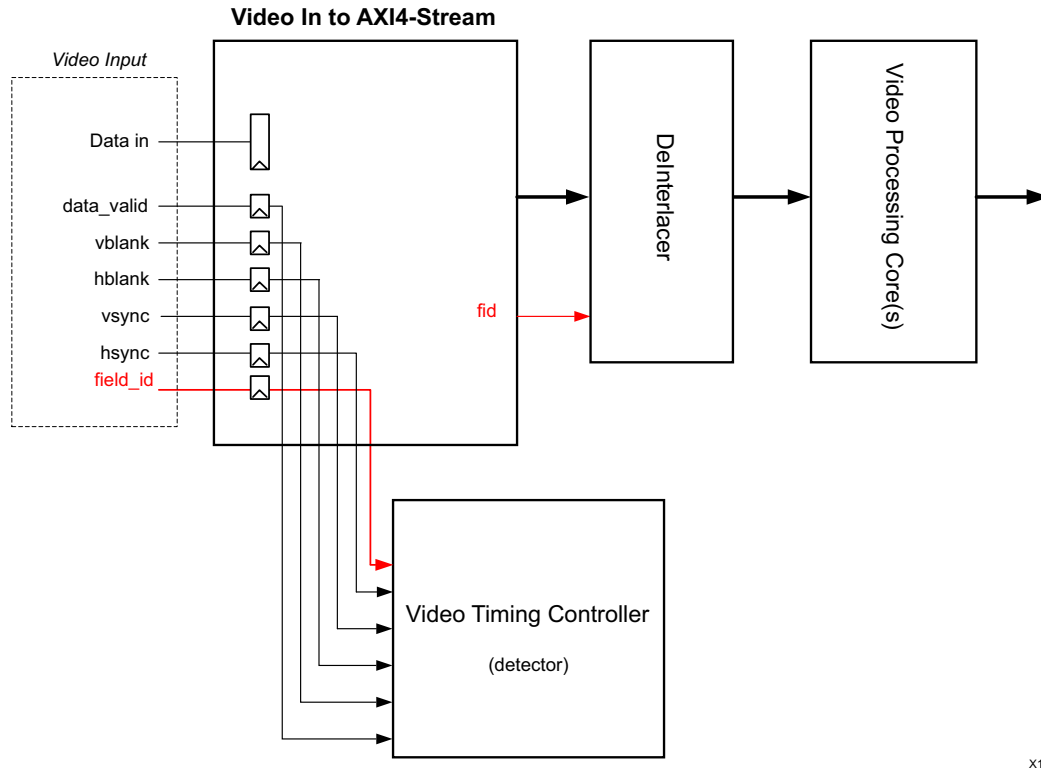 Video In to AXI4-Stream
Video Input
Data in
data_valid
vblank
hblank
vsync
hsync
field_id
fid
DeInterlacer
Video Processing Core(s)
Video Timing Controller
(detector)
X1